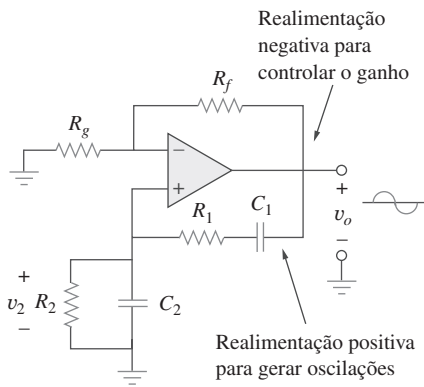 Realimentação
negativa para
controlar o ganho
R_f
R_g
−
+
R_1
C_1
+
v_o
−
+
v_2
−
R_2
C_2
Realimentação positiva
para gerar oscilações